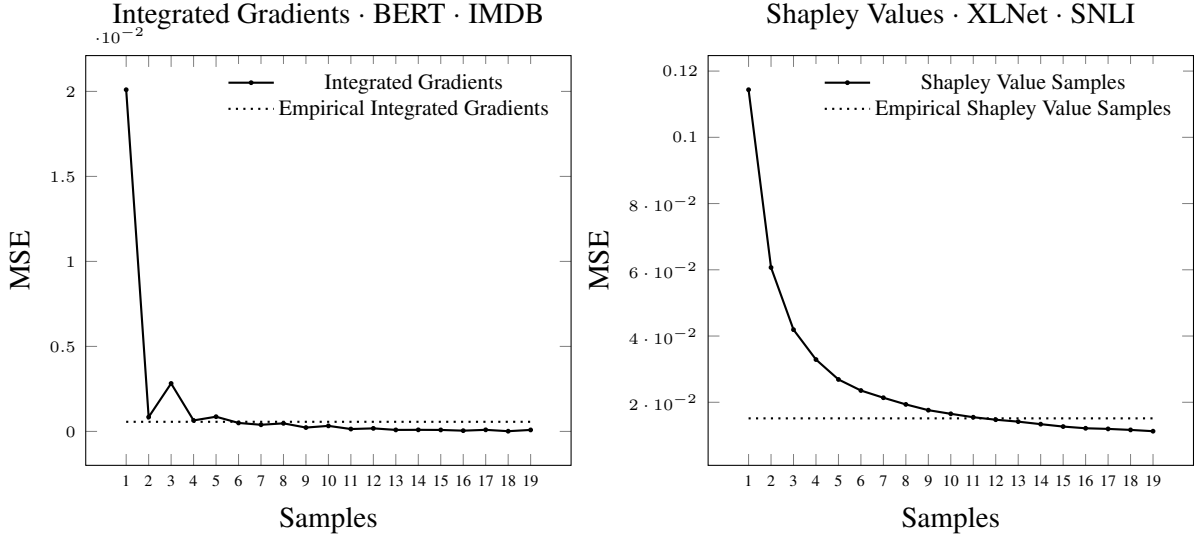 Integrated Gradients · BERT · IMDB
·10⁻²
2
1.5
1
0.5
0
MSE
Integrated Gradients
Empirical Integrated Gradients
1 2 3 4 5 6 7 8 9 10 11 12 13 14 15 16 17 18 19
Samples
Shapley Values · XLNet · SNLI
0.12
0.1
8 · 10⁻²
6 · 10⁻²
4 · 10⁻²
2 · 10⁻²
MSE
Shapley Value Samples
Empirical Shapley Value Samples
1 2 3 4 5 6 7 8 9 10 11 12 13 14 15 16 17 18 19
Samples